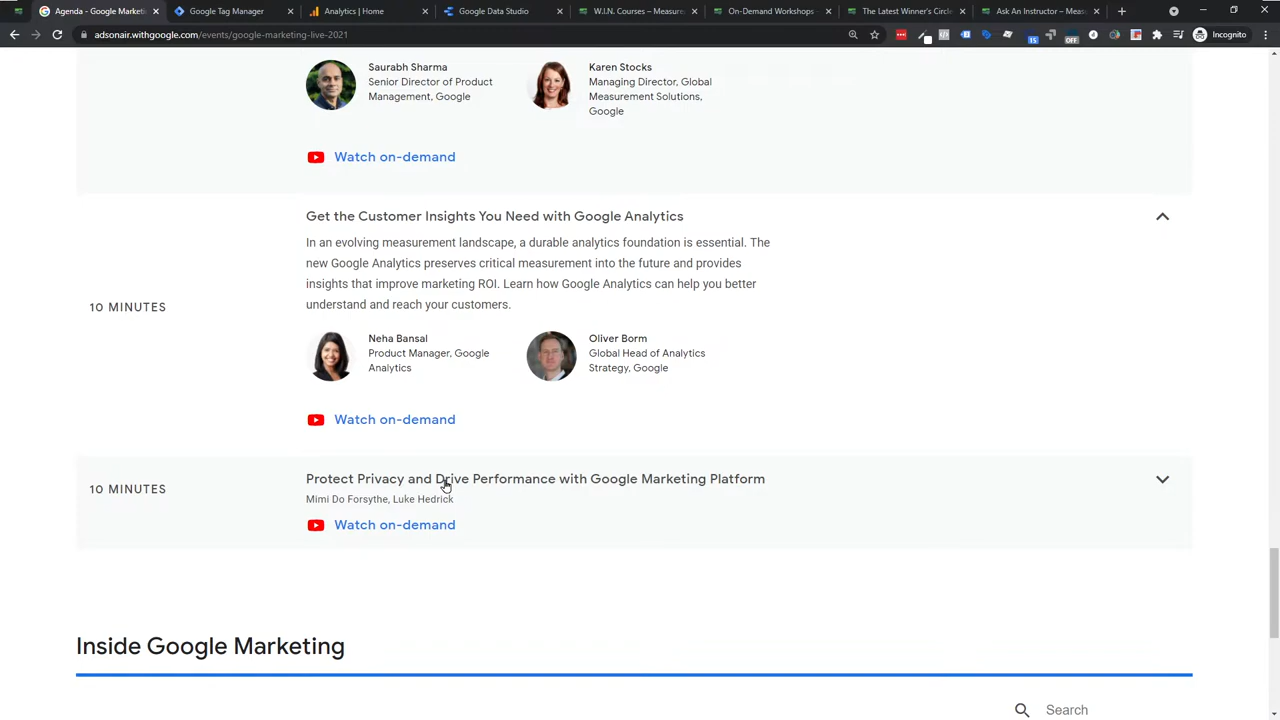 Agenda - Google Marketi
Google Tag Manager
Analytics | Home
Google Data Studio
W.I.N. Courses – Measure
On-Demand Workshops
The Latest Winner's Circle
Ask An Instructor – Meas
adsonair.withgoogle.com/events/google-marketing-live-2021
15
OFF
Incognito
Saurabh Sharma
Senior Director of Product
Management, Google
Karen Stocks
Managing Director, Global
Measurement Solutions,
Google
Watch on-demand
10 MINUTES
Get the Customer Insights You Need with Google Analytics
In an evolving measurement landscape, a durable analytics foundation is essential. The
new Google Analytics preserves critical measurement into the future and provides
insights that improve marketing ROI. Learn how Google Analytics can help you better
understand and reach your customers.
Neha Bansal
Product Manager, Google
Analytics
Oliver Borm
Global Head of Analytics
Strategy, Google
Watch on-demand
10 MINUTES
Protect Privacy and Drive Performance with Google Marketing Platform
Mimi Do Forsythe, Luke Hedrick
Watch on-demand
Inside Google Marketing
Search